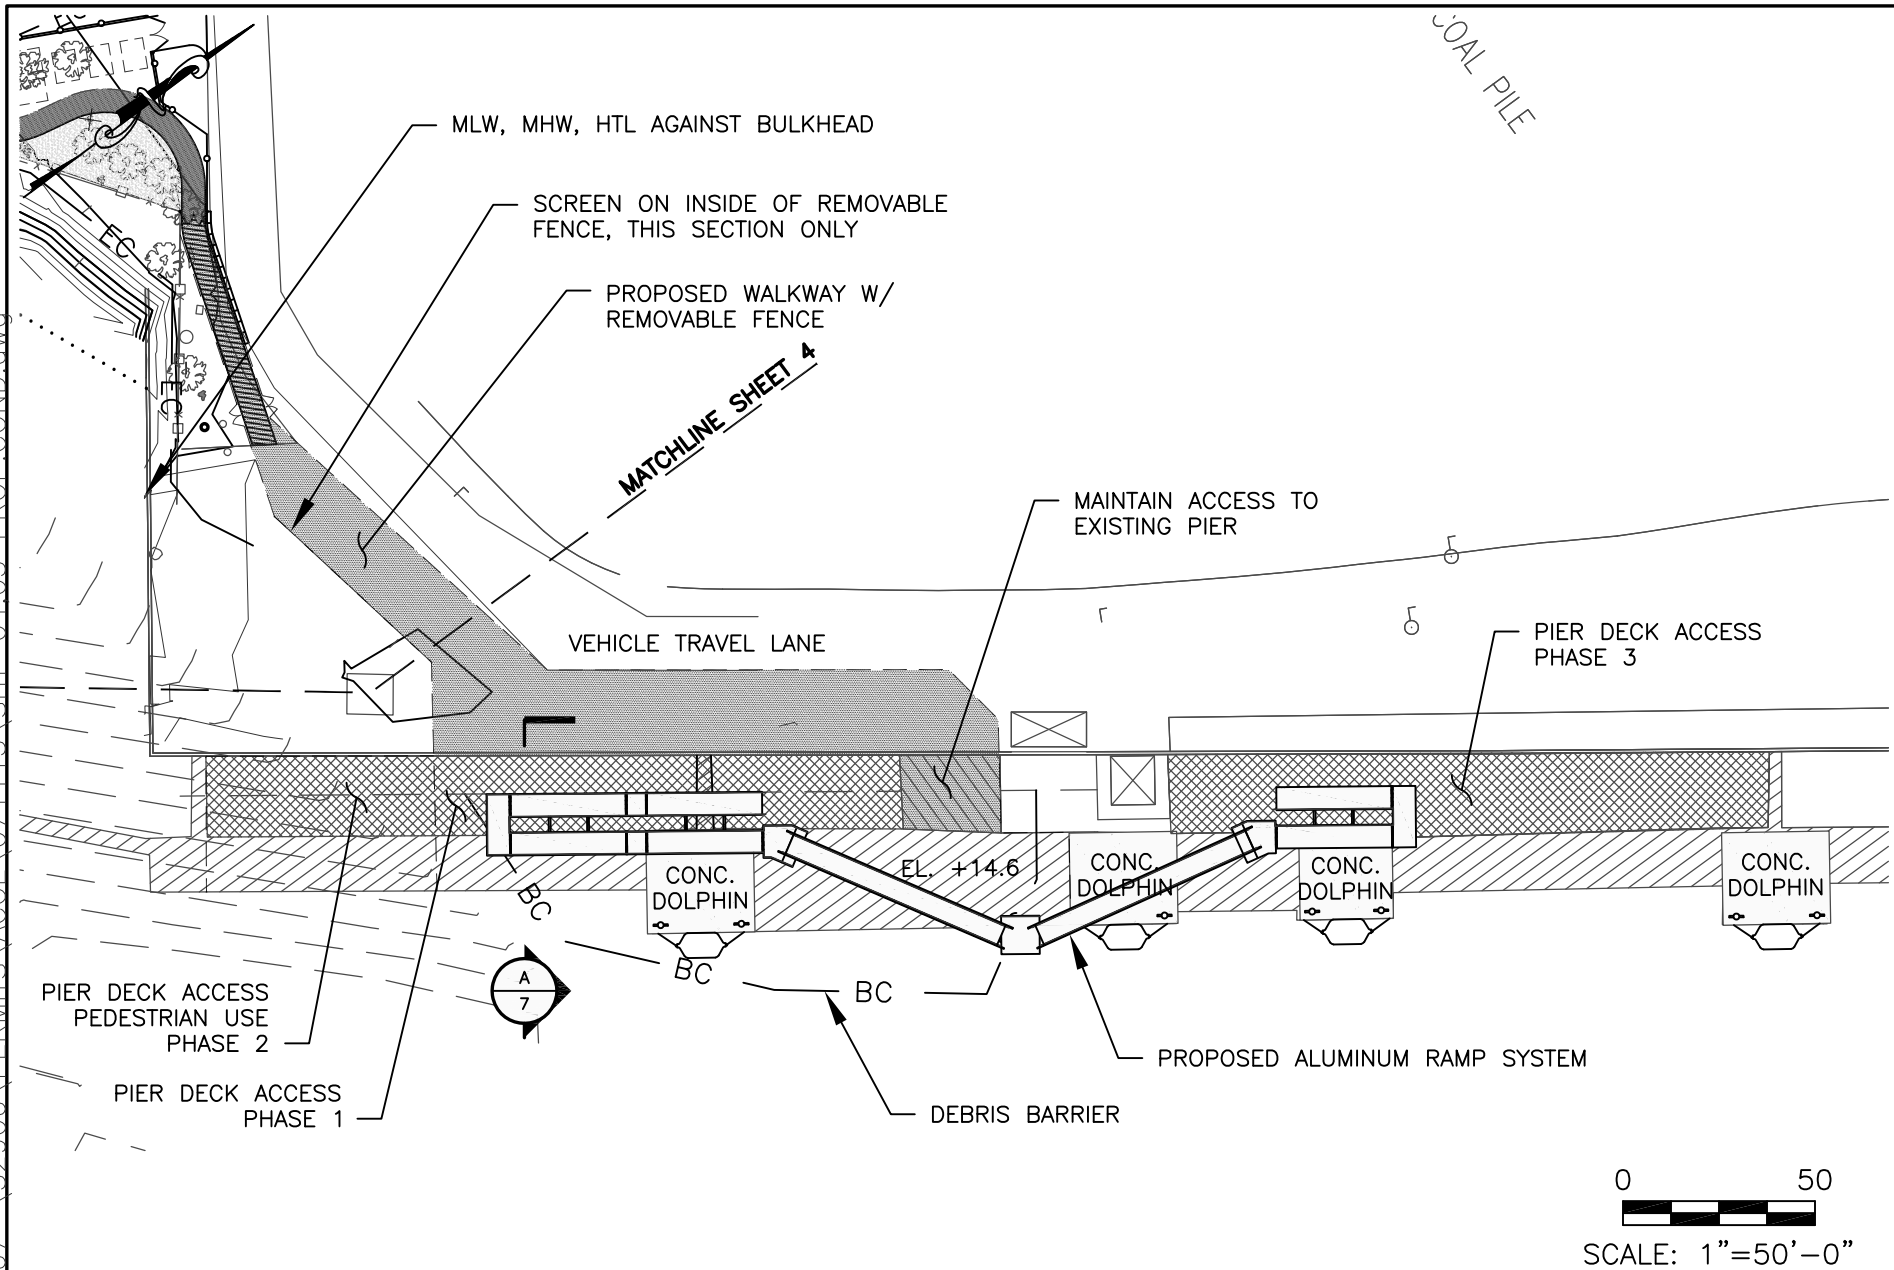 COAL PILE
MLW, MHW, HTL AGAINST BULKHEAD
SCREEN ON INSIDE OF REMOVABLE
FENCE, THIS SECTION ONLY
EC
PROPOSED WALKWAY W/
REMOVABLE FENCE
MATCHLINE SHEET 4
EC
MAINTAIN ACCESS TO
EXISTING PIER
VEHICLE TRAVEL LANE
PIER DECK ACCESS
PHASE 3
EL. +14.6
CONC.
DOLPHIN
CONC.
DOLPHIN
CONC.
DOLPHIN
CONC.
DOLPHIN
BC
BC
BC
A
7
PIER DECK ACCESS
PEDESTRIAN USE
PHASE 2
PIER DECK ACCESS
PHASE 1
PROPOSED ALUMINUM RAMP SYSTEM
DEBRIS BARRIER
0 50
SCALE: 1"=50'-0"